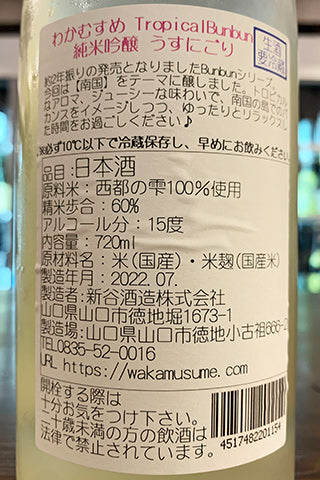 わかむすめ TropicalBunbun
純米吟醸 うすにごり
生酒
要冷蔵
約2年振りの発売となりましたBunbunシリーズ。
今回は【南国】をテーマに醸しました。トロピカル
なアロマ、ジューシーな味わいで、南国の島でのバ
カンスをイメージしつつ、ゆったりとリラックスし
た時間をお過ごしください♪
必ず10℃以下で冷蔵保存し、早めにお飲みください。
品目：日本酒
原料米：西都の雫100％使用
精米歩合：60%
アルコール分：15度
内容量：720ml
原材料名：米（国産）・米麹（国産米）
製造年月：2022.07.
製造者：新谷酒造株式会社
山口県山口市徳地堀1673-1
製造場：山口県山口市徳地小古祖666-2
TEL0835-52-0016
URL https://wakamusume.com
開栓する際は
十分お気をつけ下さい。
二十歳未満の方の飲酒は
法律で禁止されています。
4517482201154